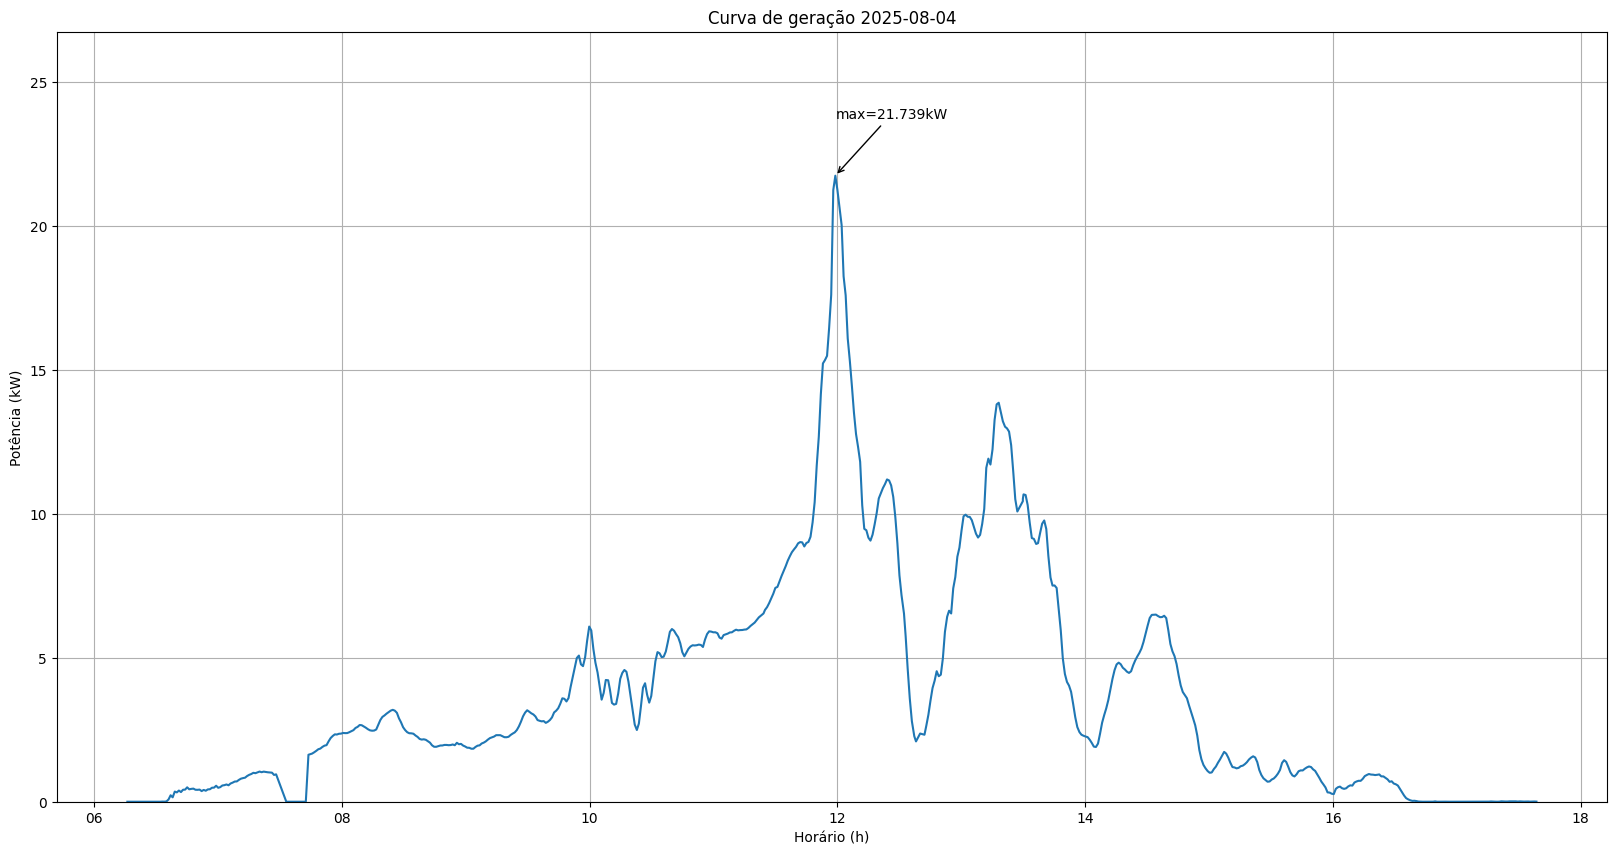 Curva de geração 2025-08-04
25
max=21.739kW
20
15
Potência (kW)
10
5
0
06 08 10 12 14 16 18
Horário (h)